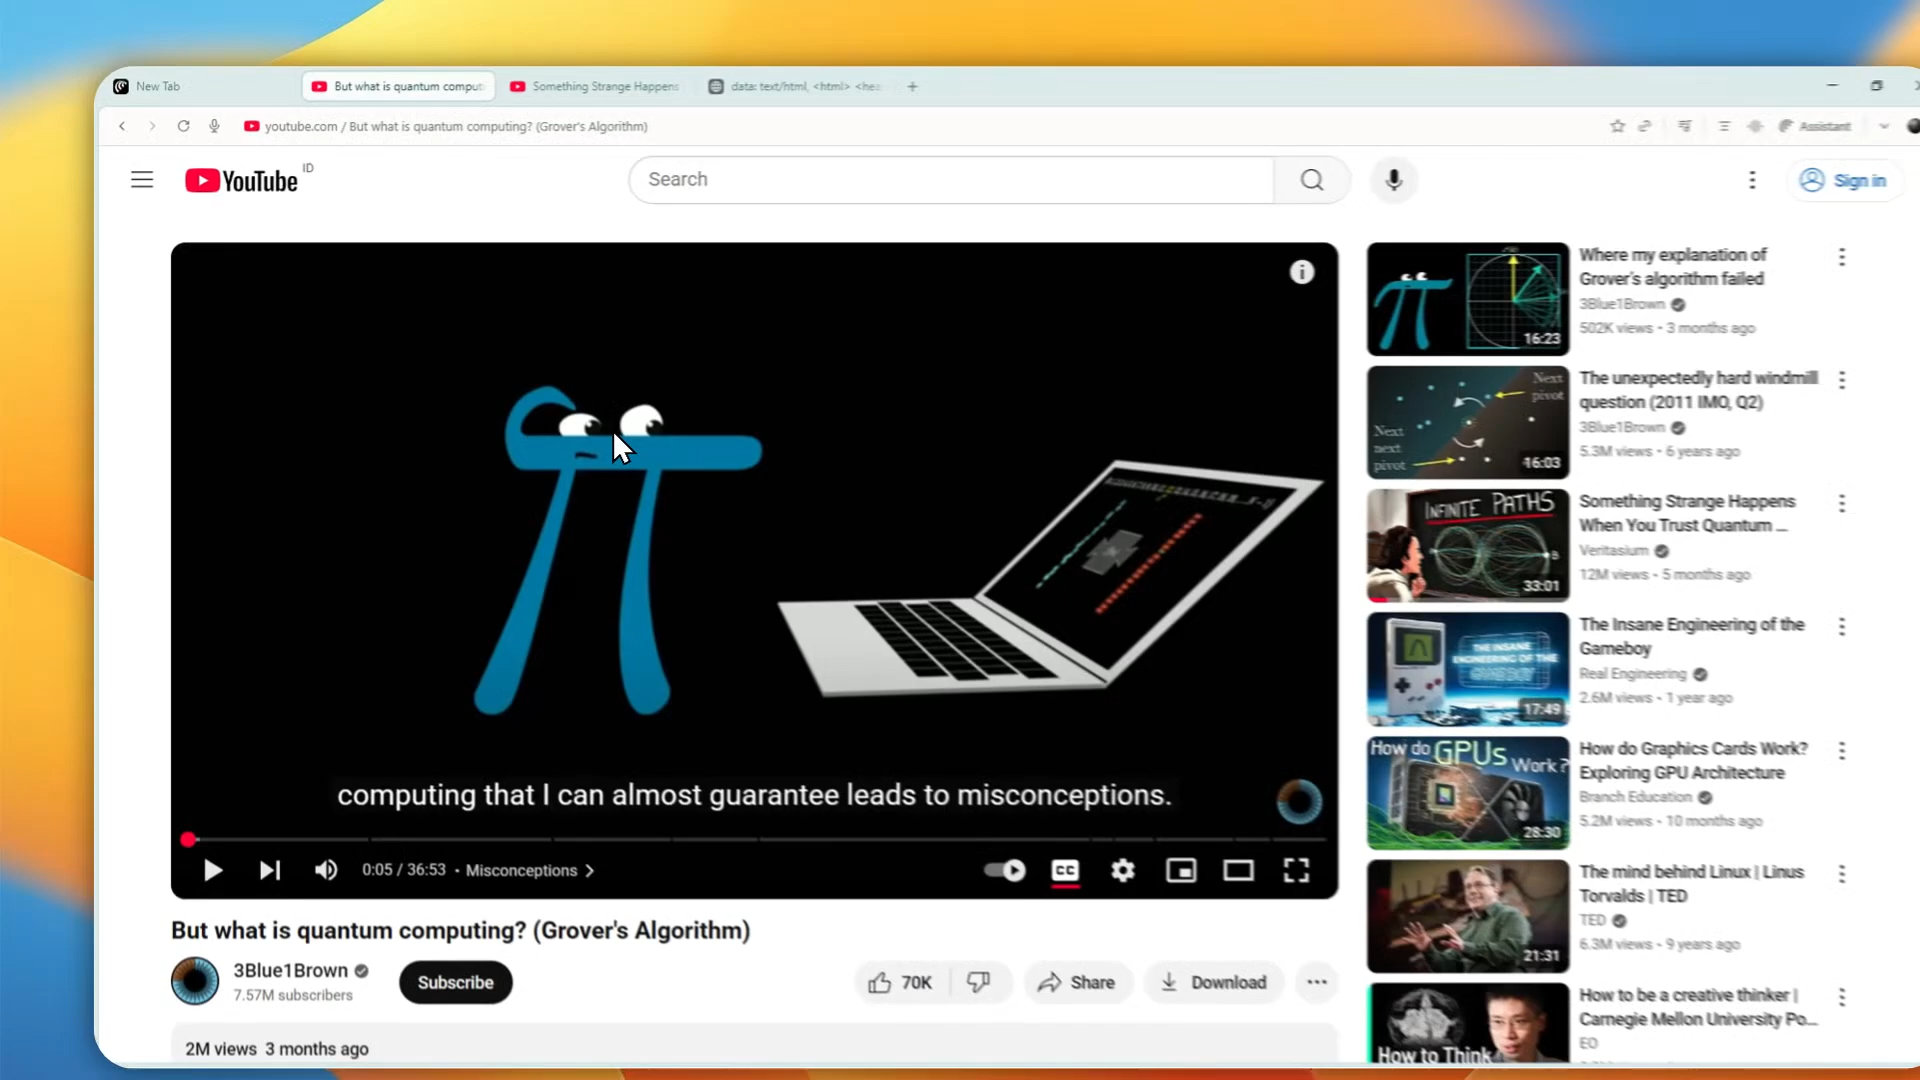 New Tab
But what is quantum comput
Something Strange Happens
data: text/html, <html> <hea
youtube.com / But what is quantum computing? (Grover's Algorithm)
Assistant
YouTube ID
Search
Sign in
computing that I can almost guarantee leads to misconceptions.
0:05 / 36:53 • Misconceptions
CC
But what is quantum computing? (Grover's Algorithm)
3Blue1Brown
7.57M subscribers
Subscribe
70K
Share
Download
2M views 3 months ago
16:23
Where my explanation of
Grover's algorithm failed
3Blue1Brown
502K views • 3 months ago
Next
pivot
Next
next
pivot
16:03
The unexpectedly hard windmill
question (2011 IMO, Q2)
3Blue1Brown
5.3M views • 6 years ago
INFINITE PATHS
B
33:01
Something Strange Happens
When You Trust Quantum ...
Veritasium
12M views • 5 months ago
THE INSANE
ENGINEERING OF THE
GAMEBOY
17:49
The Insane Engineering of the
Gameboy
Real Engineering
2.6M views • 1 year ago
How do GPUs
Work?
28:30
How do Graphics Cards Work?
Exploring GPU Architecture
Branch Education
5.2M views • 10 months ago
21:31
The mind behind Linux | Linus
Torvalds | TED
TED
6.3M views • 9 years ago
How to Think
How to be a creative thinker |
Carnegie Mellon University Po...
EO